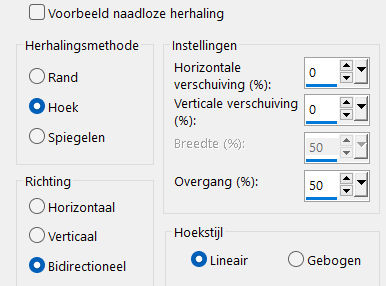 Voorbeeld naadloze herhaling
Herhalingsmethode
Rand
Hoek
Spiegelen
Instellingen
Horizontale
verschuiving (%):
0
Verticale verschuiving
(%):
0
Breedte (%):
50
Overgang (%):
50
Richting
Horizontaal
Verticaal
Bidirectioneel
Hoekstijl
Lineair
Gebogen